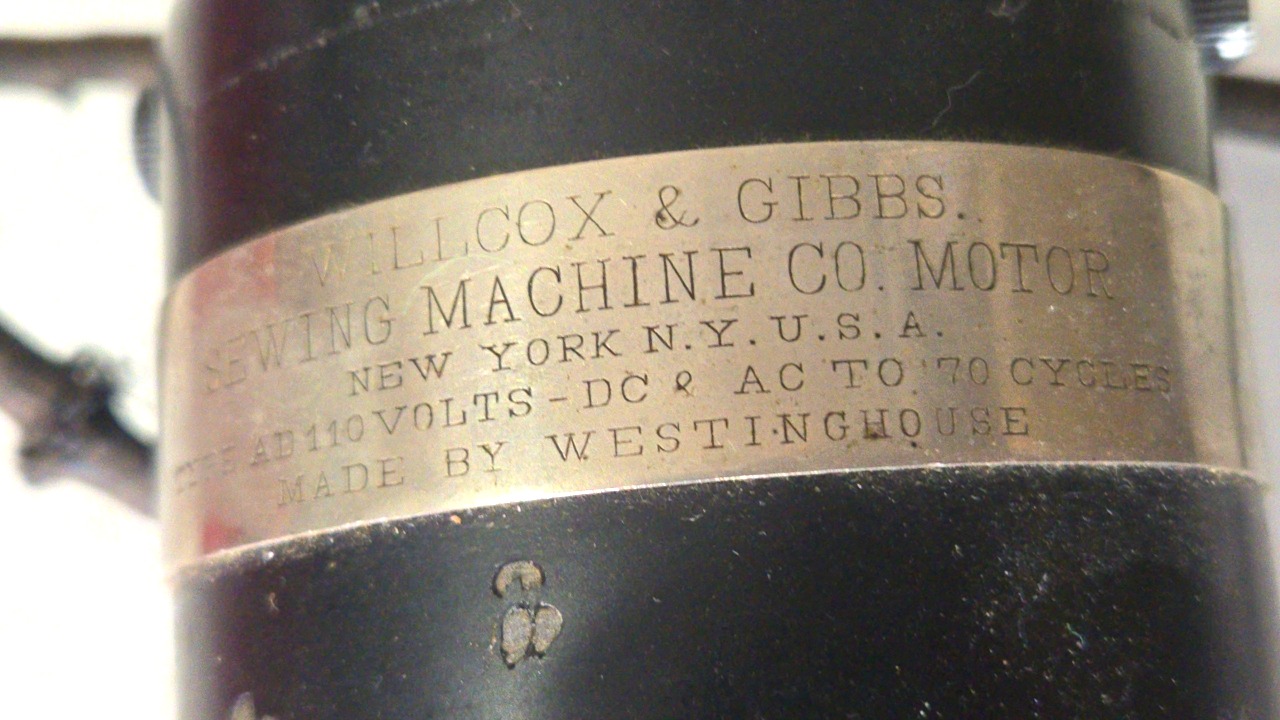 WILLCOX & GIBBS.
SEWING MACHINE CO. MOTOR
NEW YORK N.Y. U.S.A.
TYPE AD 110 VOLTS - DC & AC TO 70 CYCLES
MADE BY WESTINGHOUSE